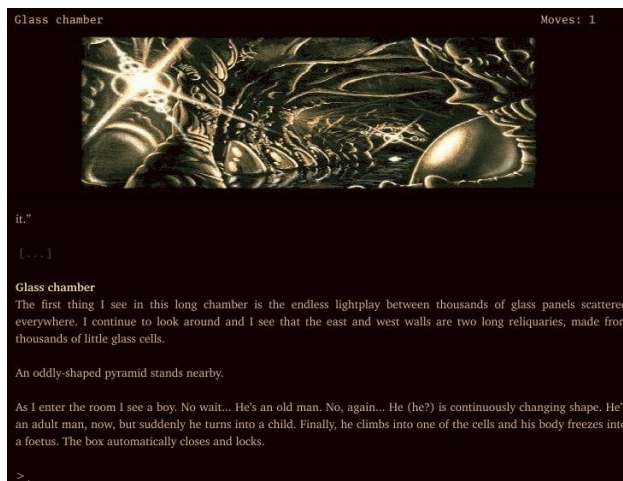 Glass chamber Moves: 1
it.”
[...]
Glass chamber
The first thing I see in this long chamber is the endless lightplay between thousands of glass panels scattered
everywhere. I continue to look around and I see that the east and west walls are two long reliquaries, made from
thousands of little glass cells.
An oddly-shaped pyramid stands nearby.
As I enter the room I see a boy. No wait... He’s an old man. No, again... He (he?) is continuously changing shape. He’
an adult man, now, but suddenly he turns into a child. Finally, he climbs into one of the cells and his body freezes into
a foetus. The box automatically closes and locks.
>